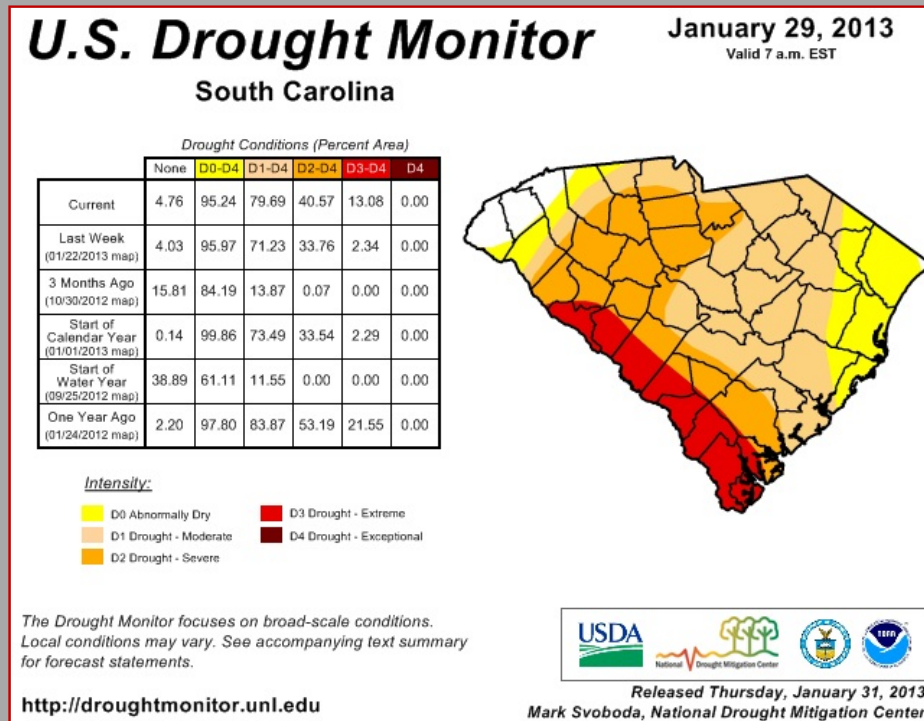 U.S. Drought Monitor
South Carolina
January 29, 2013
Valid 7 a.m. EST
Drought Conditions (Percent Area)
None D0-D4 D1-D4 D2-D4 D3-D4 D4
Current 4.76 95.24 79.69 40.57 13.08 0.00
Last Week
(01/22/2013 map) 4.03 95.97 71.23 33.76 2.34 0.00
3 Months Ago
(10/30/2012 map) 15.81 84.19 13.87 0.07 0.00 0.00
Start of
Calendar Year
(01/01/2013 map) 0.14 99.86 73.49 33.54 2.29 0.00
Start of
Water Year
(09/25/2012 map) 38.89 61.11 11.55 0.00 0.00 0.00
One Year Ago
(01/24/2012 map) 2.20 97.80 83.87 53.19 21.55 0.00
Intensity:
D0 Abnormally Dry
D1 Drought - Moderate
D2 Drought - Severe
D3 Drought - Extreme
D4 Drought - Exceptional
The Drought Monitor focuses on broad-scale conditions.
Local conditions may vary. See accompanying text summary
for forecast statements.
http://droughtmonitor.unl.edu
USDA
National Drought Mitigation Center
Released Thursday, January 31, 2013
Mark Svoboda, National Drought Mitigation Center